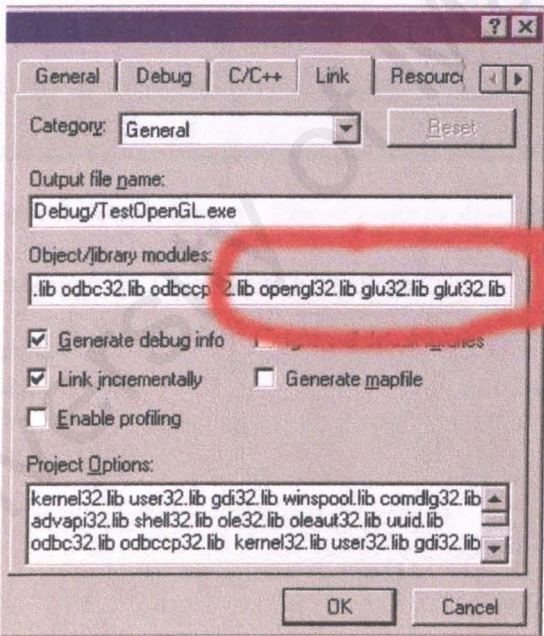 General Debug C/C++ Link Resourc
Category: General Reset
Output file name:
Debug/TestOpenGL.exe
Object/library modules:
.lib odbc32.lib odbccp32.lib opengl32.lib glu32.lib glut32.lib
Generate debug info
Link incrementally Generate mapfile
Enable profiling
Project Options:
kernel32.lib user32.lib gdi32.lib winspool.lib comdlg32.lib
advapi32.lib shell32.lib ole32.lib oleaut32.lib uuid.lib
odbc32.lib odbccp32.lib kernel32.lib user32.lib gdi32.lib
OK Cancel